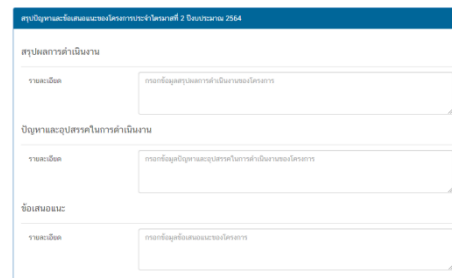 สรุปปัญหาและข้อเสนอแนะของโครงการประจำไตรมาสที่ 2 ปีงบประมาณ 2564
สรุปผลการดำเนินงาน
รายละเอียด
กรอกข้อมูลสรุปผลการดำเนินงานของโครงการ
ปัญหาและอุปสรรคในการดำเนินงาน
รายละเอียด
กรอกข้อมูลปัญหาและอุปสรรคในการดำเนินงานของโครงการ
ข้อเสนอแนะ
รายละเอียด
กรอกข้อมูลข้อเสนอแนะของโครงการ